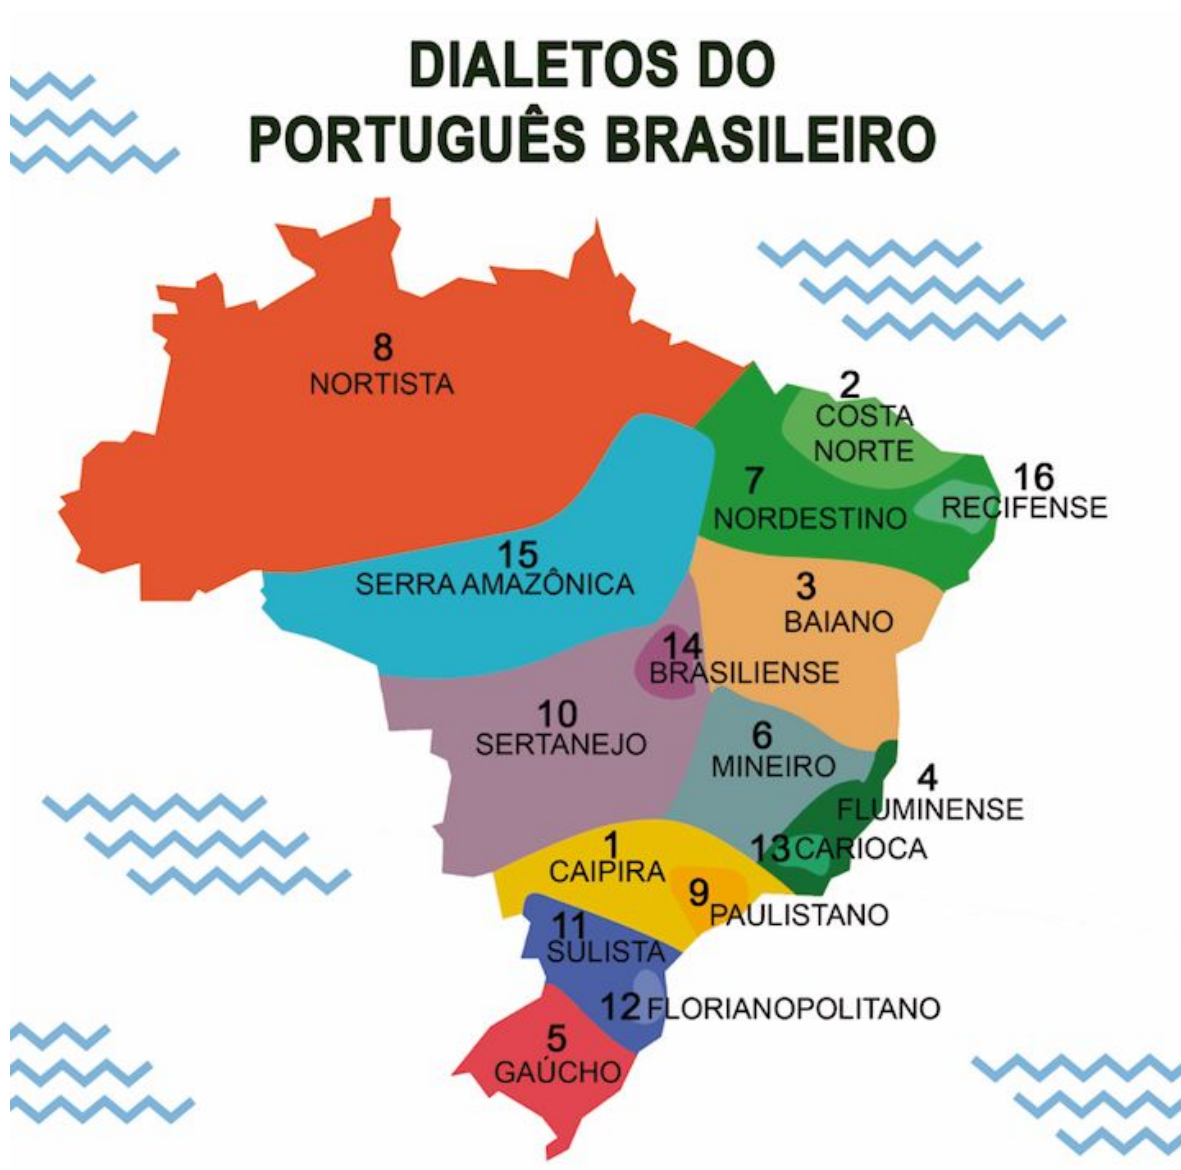 DIALETOS DO
PORTUGUÊS BRASILEIRO
8
NORTISTA
2
COSTA
NORTE
7
NORDESTINO
16
RECIFENSE
15
SERRA AMAZÔNICA
3
BAIANO
14
BRASILIENSE
10
SERTANEJO
6
MINEIRO
4
FLUMINENSE
13 CARIOCA
1
CAIPIRA
9
PAULISTANO
11
SULISTA
12 FLORIANOPOLITANO
5
GAÚCHO